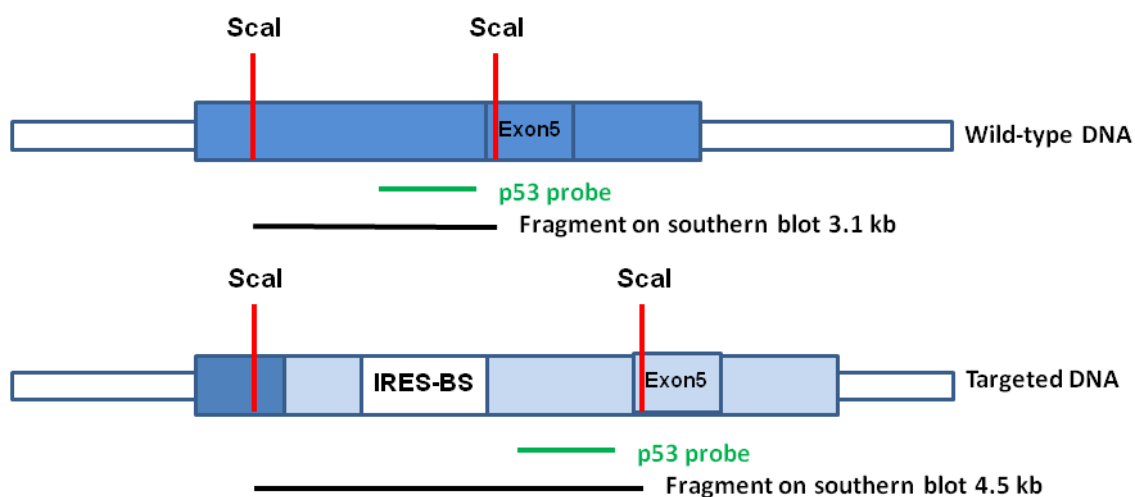 ScaI ScaI
Exon5
Wild-type DNA
p53 probe
Fragment on southern blot 3.1 kb
ScaI ScaI
IRES-BS Exon5
Targeted DNA
p53 probe
Fragment on southern blot 4.5 kb